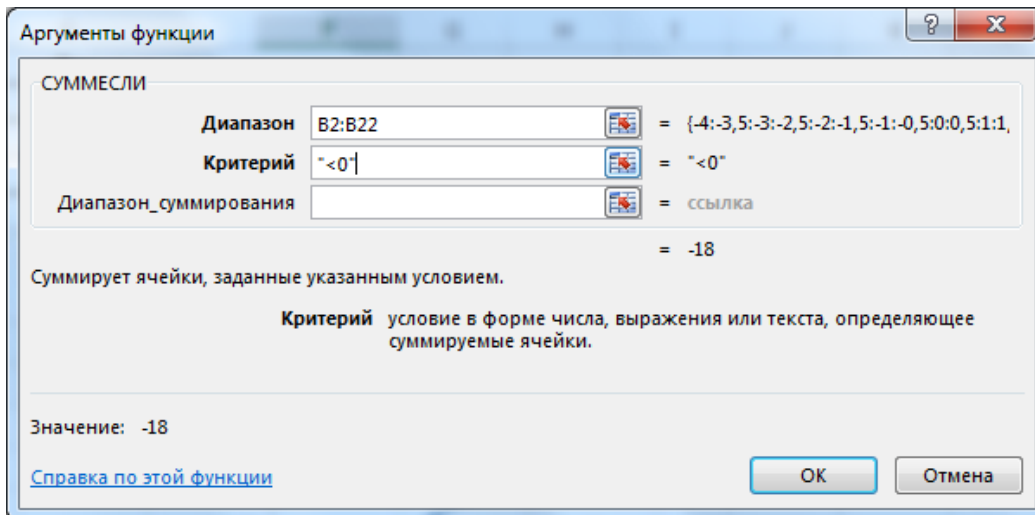 Аргументы функции
СУММЕСЛИ
Диапазон B2:B22 = {-4:-3,5:-3:-2,5:-2:-1,5:-1:-0,5:0:0,5:1:1,
Критерий "<0" = "<0"
Диапазон_суммирования = ссылка
= -18
Суммирует ячейки, заданные указанным условием.
Критерий условие в форме числа, выражения или текста, определяющее
суммируемые ячейки.
Значение: -18
Справка по этой функции ОК Отмена